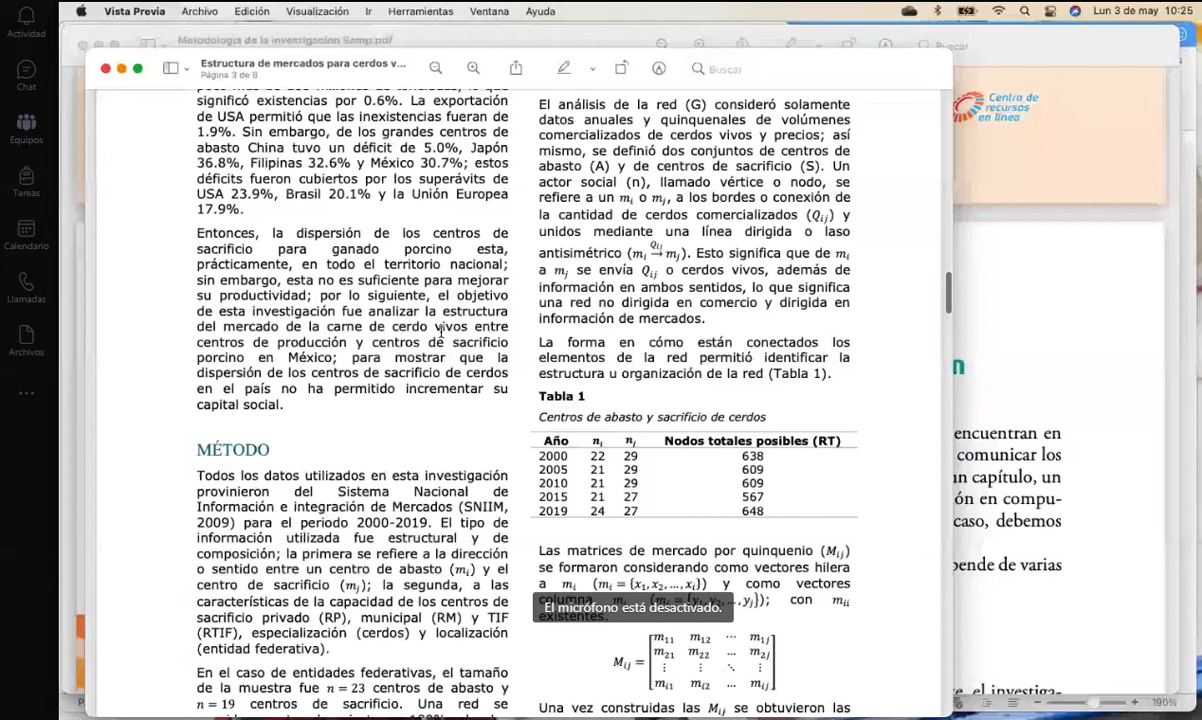 Vista Previa Archivo Edición Visualización Ir Herramientas Ventana Ayuda Lun 3 de may 10:25
Actividad
Chat
Equipos
Tareas
Calendario
Llamadas
Archivos
...
Metodologia de la investigacion Samp.pdf
Buscar
Estructura de mercados para cerdos v...
Página 3 de 8
Buscar
significó existencias por 0.6%. La exportación
de USA permitió que las inexistencias fueran de
1.9%. Sin embargo, de los grandes centros de
abasto China tuvo un déficit de 5.0%, Japón
36.8%, Filipinas 32.6% y México 30.7%; estos
déficits fueron cubiertos por los superávits de
USA 23.9%, Brasil 20.1% y la Unión Europea
17.9%.
Entonces, la dispersión de los centros de
sacrificio para ganado porcino esta,
prácticamente, en todo el territorio nacional;
sin embargo, esta no es suficiente para mejorar
su productividad; por lo siguiente, el objetivo
de esta investigación fue analizar la estructura
del mercado de la carne de cerdo vivos entre
centros de producción y centros de sacrificio
porcino en México; para mostrar que la
dispersión de los centros de sacrificio de cerdos
en el país no ha permitido incrementar su
capital social.
MÉTODO
Todos los datos utilizados en esta investigación
provinieron del Sistema Nacional de
Información e integración de Mercados (SNIIM,
2009) para el periodo 2000-2019. El tipo de
información utilizada fue estructural y de
composición; la primera se refiere a la dirección
o sentido entre un centro de abasto (mᵢ) y el
centro de sacrificio (mⱼ); la segunda, a las
características de la capacidad de los centros de
sacrificio privado (RP), municipal (RM) y TIF
(RTIF), especialización (cerdos) y localización
(entidad federativa).
En el caso de entidades federativas, el tamaño
de la muestra fue n = 23 centros de abasto y
n = 19 centros de sacrificio. Una red se
El análisis de la red (G) consideró solamente
datos anuales y quinquenales de volúmenes
comercializados de cerdos vivos y precios; así
mismo, se definió dos conjuntos de centros de
abasto (A) y de centros de sacrificio (S). Un
actor social (n), llamado vértice o nodo, se
refiere a un mᵢ o mⱼ, a los bordes o conexión de
la cantidad de cerdos comercializados (Qᵢⱼ) y
unidos mediante una línea dirigida o laso
antisimétrico (mᵢ →^Qᵢⱼ mⱼ). Esto significa que de mᵢ
a mⱼ se envía Qᵢⱼ o cerdos vivos, además de
información en ambos sentidos, lo que significa
una red no dirigida en comercio y dirigida en
información de mercados.
La forma en cómo están conectados los
elementos de la red permitió identificar la
estructura u organización de la red (Tabla 1).
Tabla 1
Centros de abasto y sacrificio de cerdos
Año nᵢ nⱼ Nodos totales posibles (RT)
2000 22 29 638
2005 21 29 609
2010 21 29 609
2015 21 27 567
2019 24 27 648
Las matrices de mercado por quinquenio (Mᵢⱼ)
se formaron considerando como vectores hilera
a mᵢ (mᵢ = {x₁, x₂, ..., xᵢ}) y como vectores
columna (mⱼ = {y₁, y₂, ..., yⱼ}); con mᵢᵢ
existentes.
El micrófono está desactivado.
Mᵢⱼ = [m₁₁ m₁₂ ⋯ m₁ⱼ
m₂₁ m₂₂ ... m₂ⱼ
⋮ ⋮ ⋱ ⋮
mᵢ₁ mᵢ₂ ... mᵢⱼ]
Una vez construidas las Mᵢⱼ se obtuvieron las
Centro de
recursos
en línea
n
encuentran en
comunicar los
un capítulo, un
ón en compu-
caso, debemos
pende de varias
e, el investiga-
190%